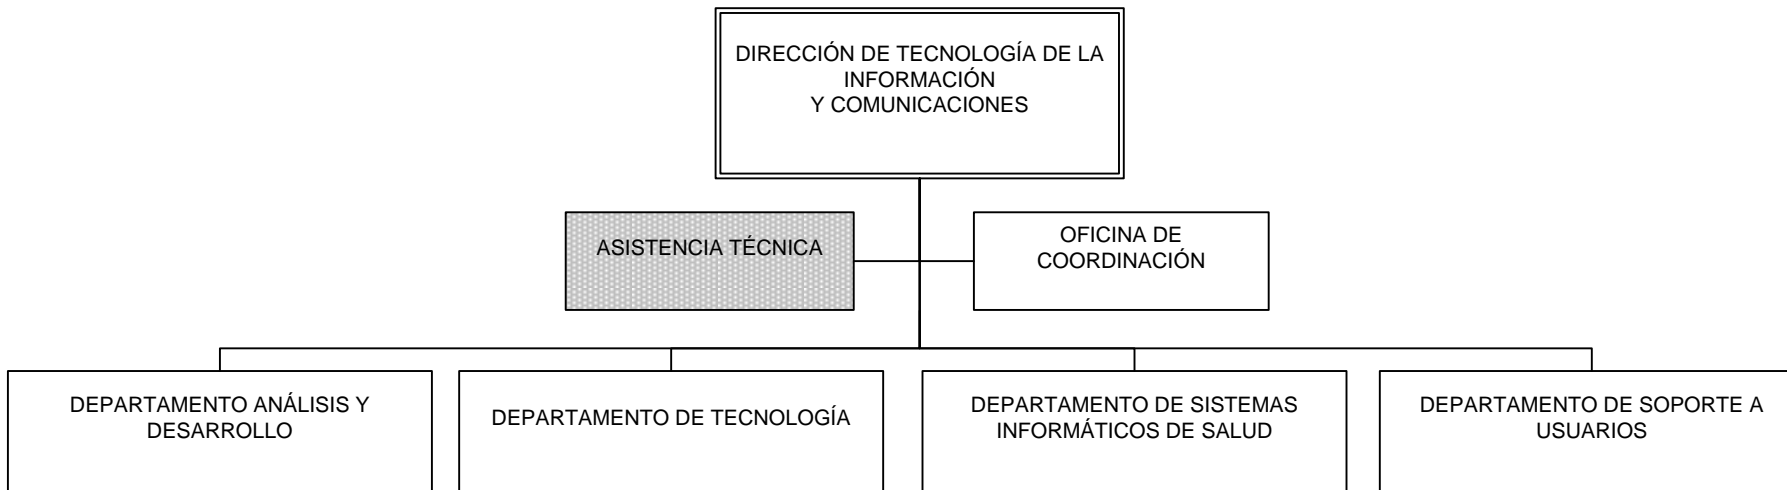 DIRECCIÓN DE TECNOLOGÍA DE LA
INFORMACIÓN
Y COMUNICACIONES
ASISTENCIA TÉCNICA
OFICINA DE
COORDINACIÓN
DEPARTAMENTO ANÁLISIS Y
DESARROLLO
DEPARTAMENTO DE TECNOLOGÍA
DEPARTAMENTO DE SISTEMAS
INFORMÁTICOS DE SALUD
DEPARTAMENTO DE SOPORTE A
USUARIOS